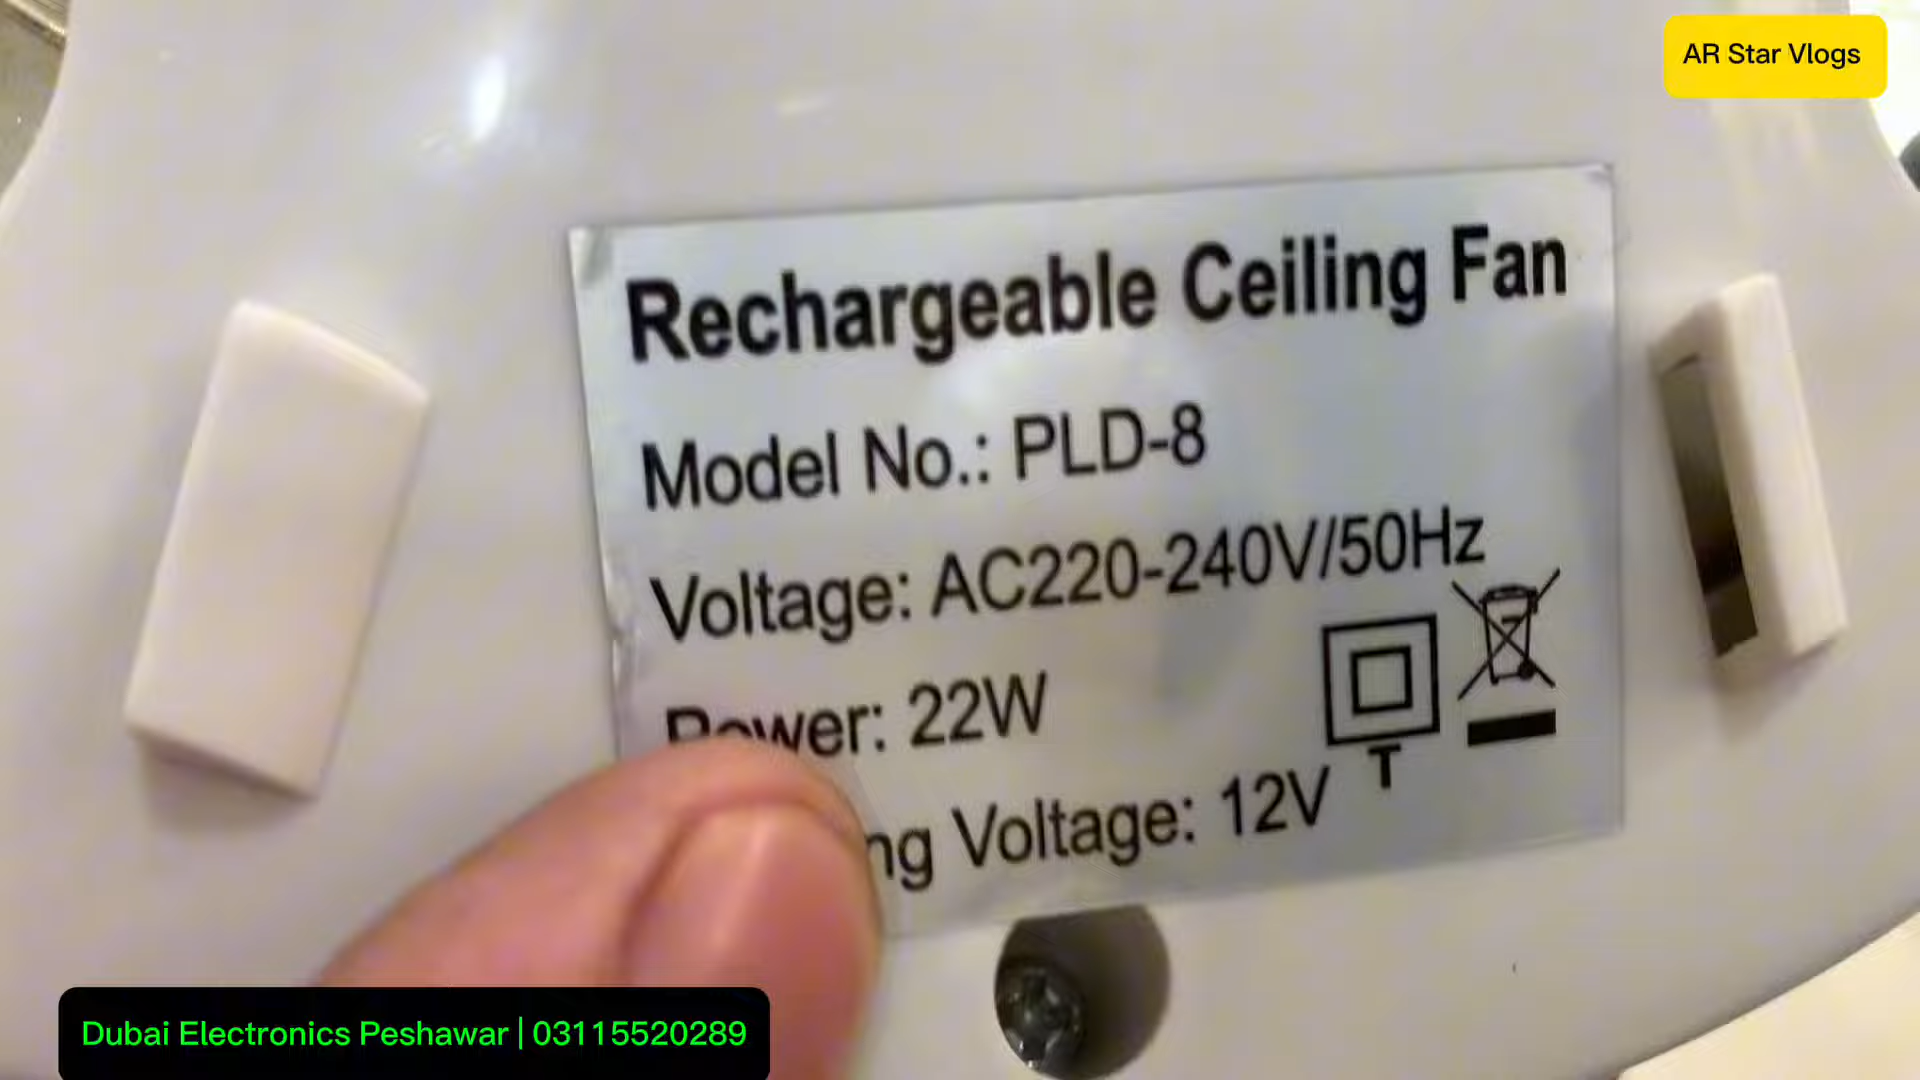 AR Star Vlogs
Rechargeable Ceiling Fan
Model No.: PLD-8
Voltage: AC220-240V/50Hz
Power: 22W
T
Voltage: 12V
Dubai Electronics Peshawar | 03115520289